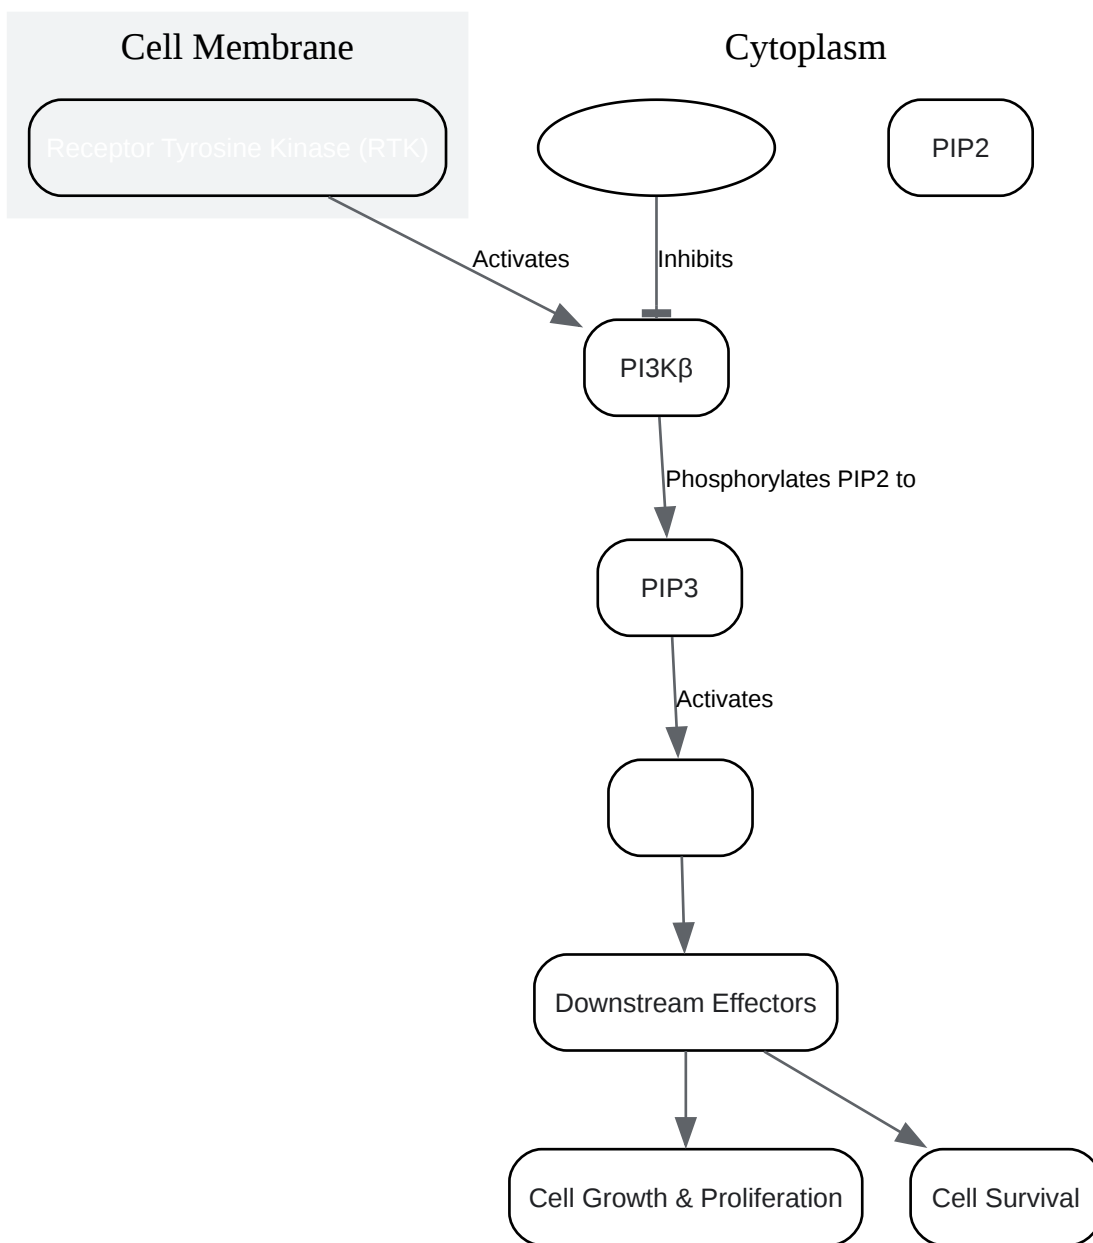 Cell Membrane
Cytoplasm
Receptor Tyrosine Kinase (RTK)
PIP2
Activates
Inhibits
PI3Kβ
Phosphorylates PIP2 to
PIP3
Activates
Downstream Effectors
Cell Growth & Proliferation
Cell Survival